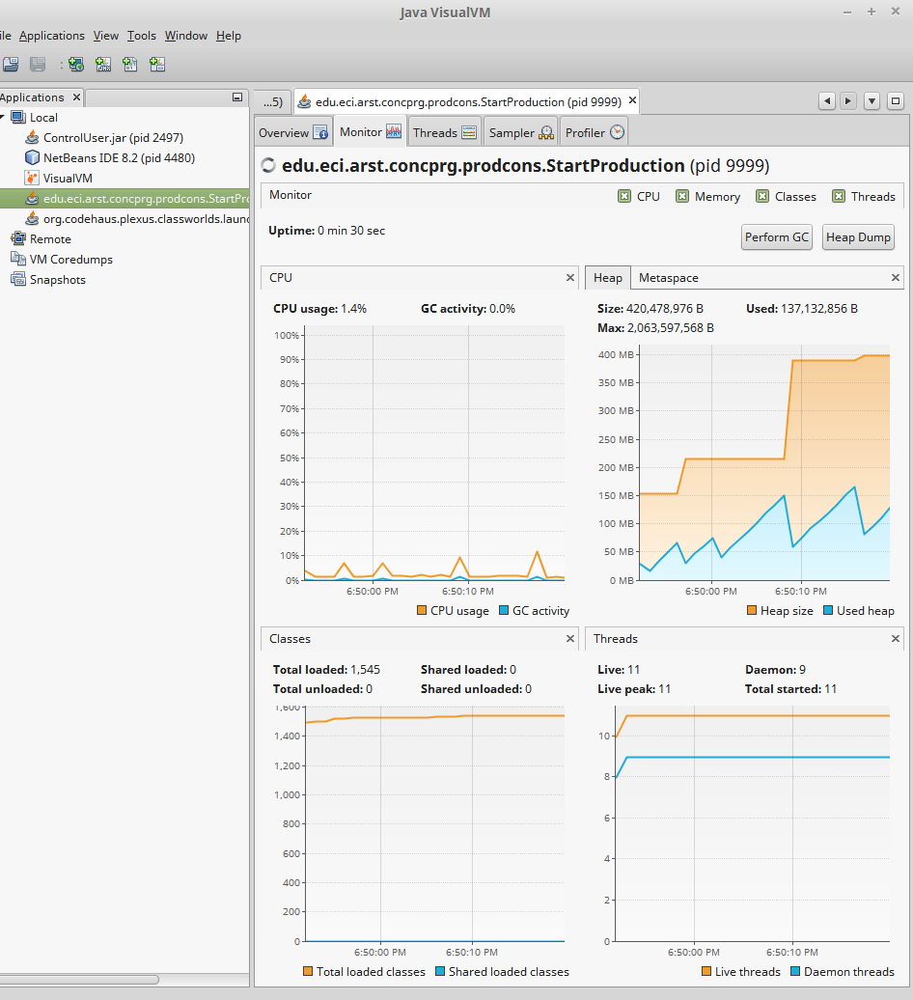 Java VisualVM
ile Applications View Tools Window Help
Applications
...5) edu.eci.arst.concprg.prodcons.StartProduction (pid 9999)
Local
ControlUser.jar (pid 2497)
NetBeans IDE 8.2 (pid 4480)
VisualVM
edu.eci.arst.concprg.prodcons.StartPro
org.codehaus.plexus.classworlds.launc
Remote
VM Coredumps
Snapshots
Overview Monitor Threads Sampler Profiler
edu.eci.arst.concprg.prodcons.StartProduction (pid 9999)
Monitor CPU Memory Classes Threads
Uptime: 0 min 30 sec Perform GC Heap Dump
CPU
CPU usage: 1.4% GC activity: 0.0%
100%
90%
80%
70%
60%
50%
40%
30%
20%
10%
0%
6:50:00 PM 6:50:10 PM
CPU usage GC activity
Heap Metaspace
Size: 420,478,976 B Used: 137,132,856 B
Max: 2,063,597,568 B
400 MB
350 MB
300 MB
250 MB
200 MB
150 MB
100 MB
50 MB
0 MB
6:50:00 PM 6:50:10 PM
Heap size Used heap
Classes
Total loaded: 1,545 Shared loaded: 0
Total unloaded: 0 Shared unloaded: 0
1,600
1,400
1,200
1,000
800
600
400
200
0
6:50:00 PM 6:50:10 PM
Total loaded classes Shared loaded classes
Threads
Live: 11 Daemon: 9
Live peak: 11 Total started: 11
10
8
6
4
2
0
6:50:00 PM 6:50:10 PM
Live threads Daemon threads